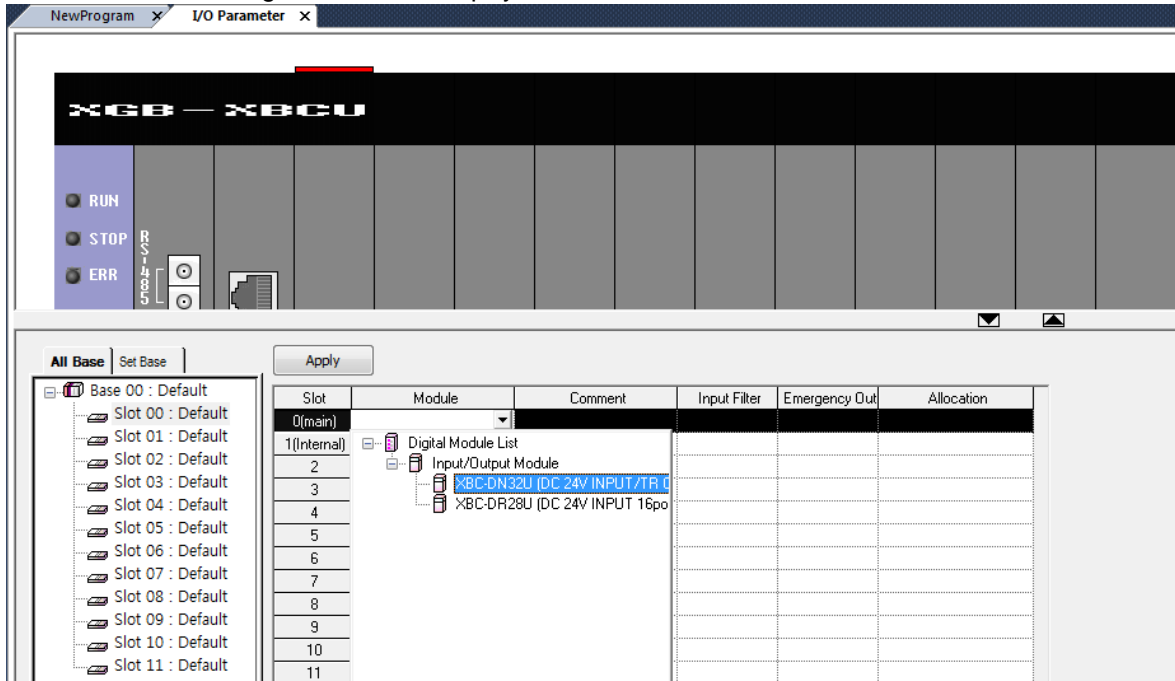 NewProgram I/O Parameter
XGB-XBCU
RUN
STOP
ERR
RS-485
All Base Set Base
Apply
Base 00 : Default
Slot 00 : Default
Slot 01 : Default
Slot 02 : Default
Slot 03 : Default
Slot 04 : Default
Slot 05 : Default
Slot 06 : Default
Slot 07 : Default
Slot 08 : Default
Slot 09 : Default
Slot 10 : Default
Slot 11 : Default
Slot Module Comment Input Filter Emergency Out Allocation
0(main)
1(Internal) Digital Module List
2 Input/Output Module
3 XBC-DN32U (DC 24V INPUT/TR
4 XBC-DR28U (DC 24V INPUT 16po
5
6
7
8
9
10
11